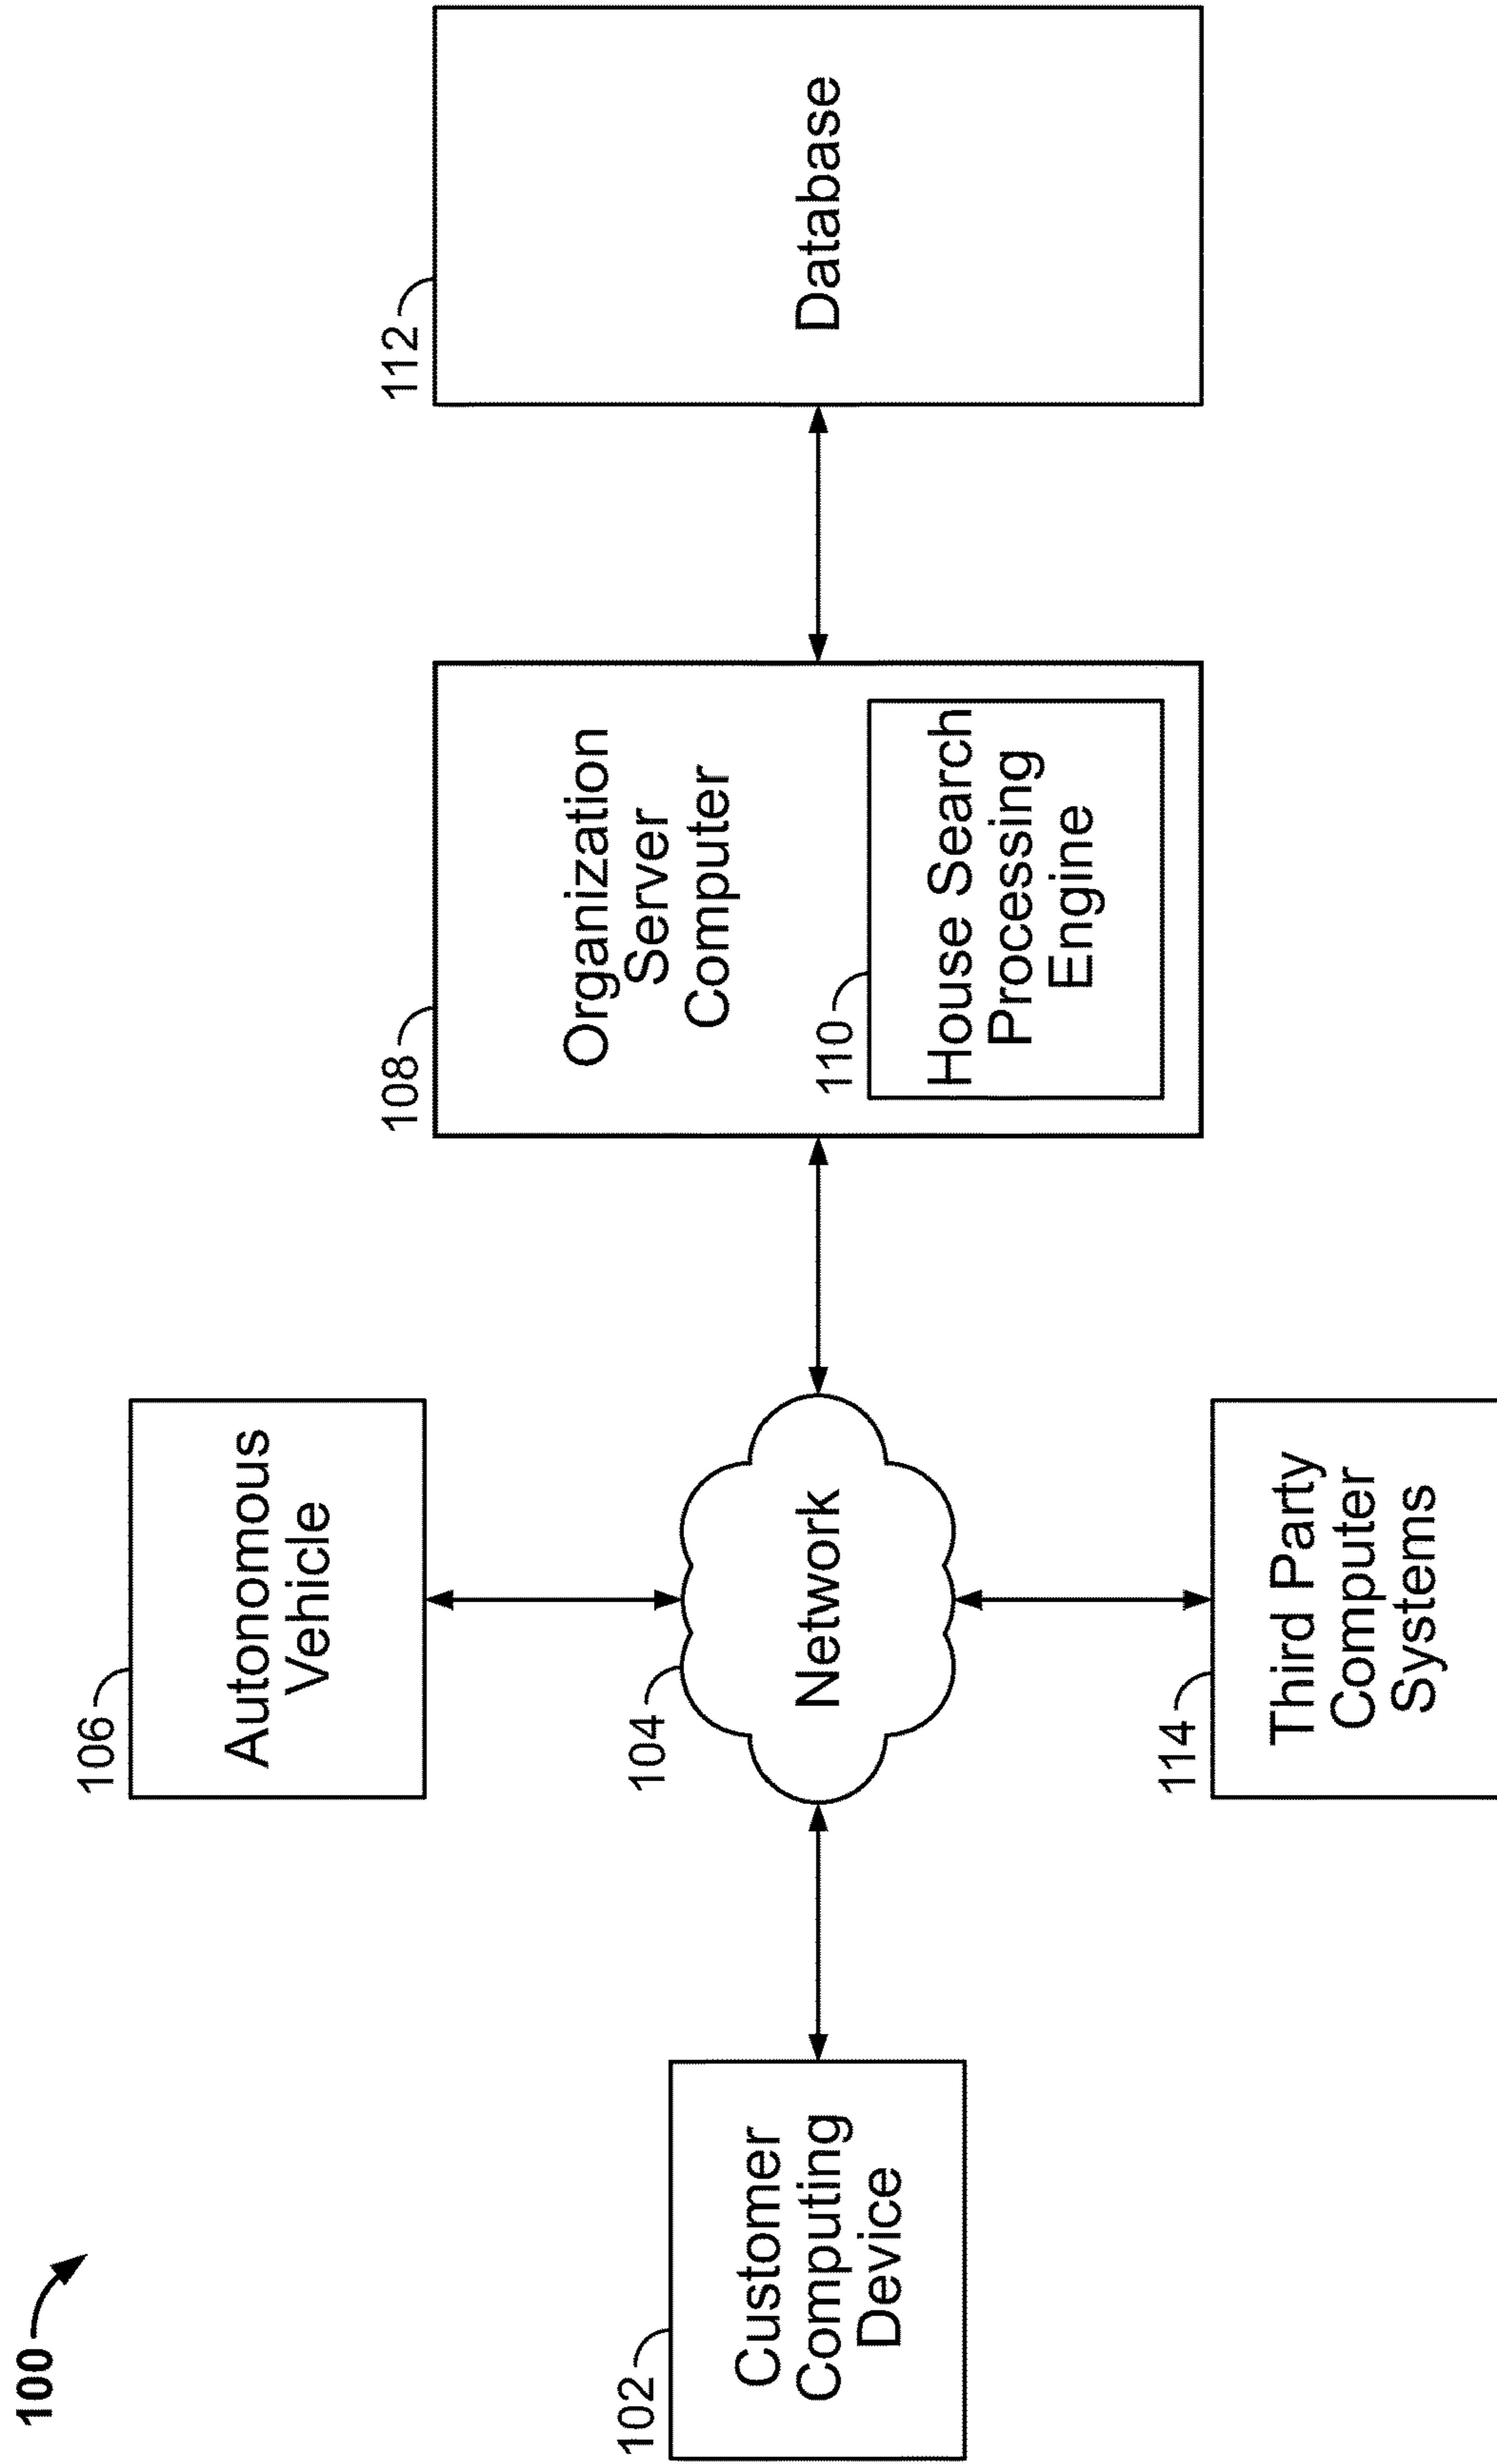 100
106
Autonomous
Vehicle
108
Organization
Server
Computer
112
Database
102
Customer
Computing
Device
104
Network
110
House Search
Processing
Engine
114
Third Party
Computer
Systems